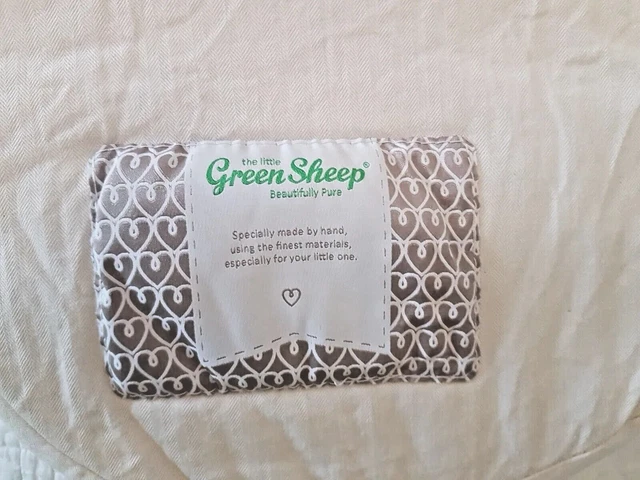 the little
Green Sheep®
Beautifully Pure
Specially made by hand,
using the finest materials,
especially for your little one.